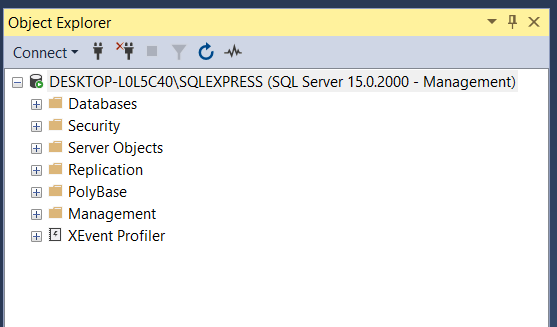 Object Explorer
Connect
DESKTOP-L0L5C40\SQLEXPRESS (SQL Server 15.0.2000 - Management)
Databases
Security
Server Objects
Replication
PolyBase
Management
XEvent Profiler